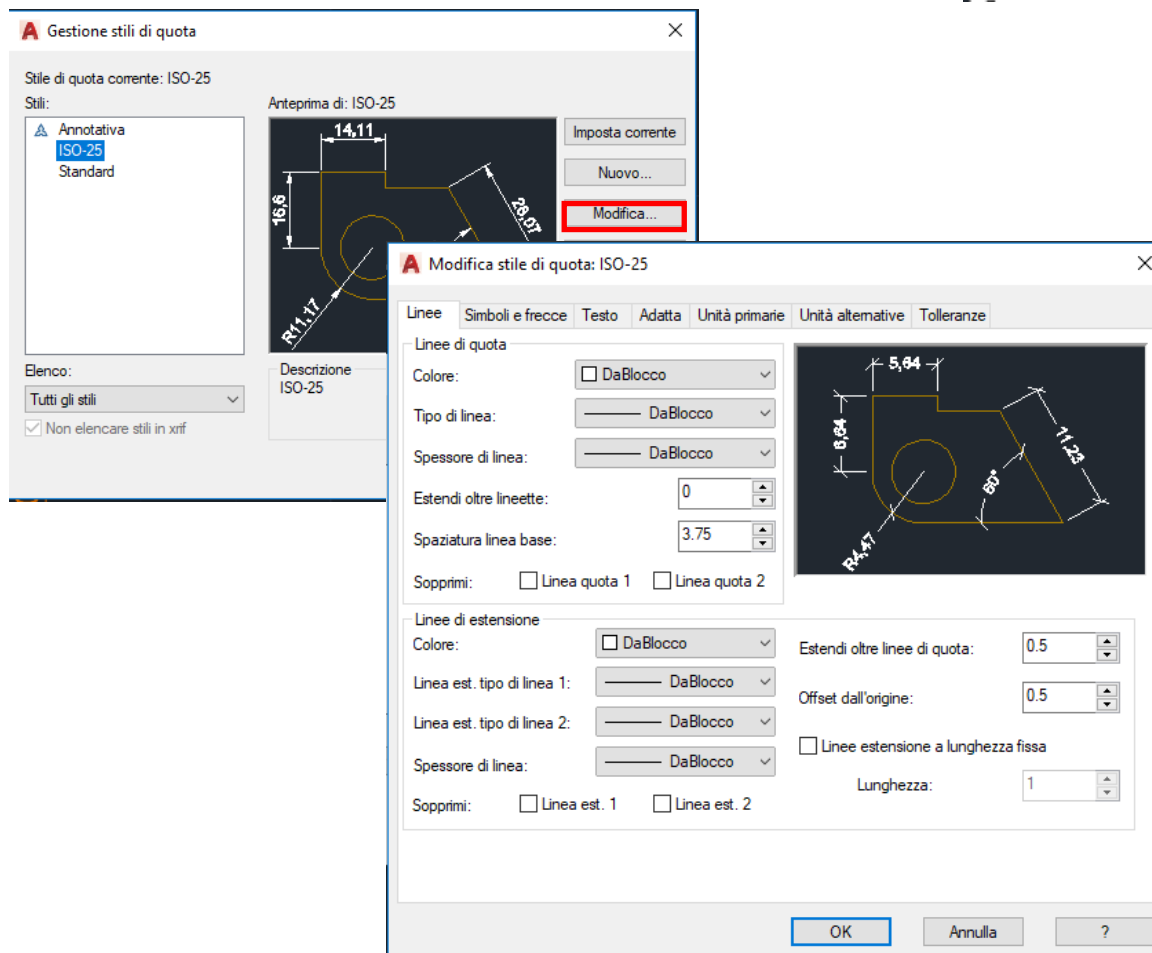 Gestione stili di quota
Stile di quota corrente: ISO-25
Stili:
Annotativa
ISO-25
Standard
Anteprima di: ISO-25
14,11
16,6
28,07
R11,17
Imposta corrente
Nuovo...
Modifica...
Elenco:
Tutti gli stili
Non elencare stili in xrif
Descrizione
ISO-25
Modifica stile di quota: ISO-25
Linee Simboli e frecce Testo Adatta Unità primarie Unità alternative Tolleranze
Linee di quota
Colore: DaBlocco
Tipo di linea: DaBlocco
Spessore di linea: DaBlocco
Estendi oltre lineette: 0
Spaziatura linea base: 3.75
Sopprimi: Linea quota 1 Linea quota 2
5,64
6,64
11,23
60°
R4,47
Linee di estensione
Colore: DaBlocco
Linea est. tipo di linea 1: DaBlocco
Linea est. tipo di linea 2: DaBlocco
Spessore di linea: DaBlocco
Sopprimi: Linea est. 1 Linea est. 2
Estendi oltre linee di quota: 0.5
Offset dall'origine: 0.5
Linee estensione a lunghezza fissa
Lunghezza: 1
OK Annulla ?